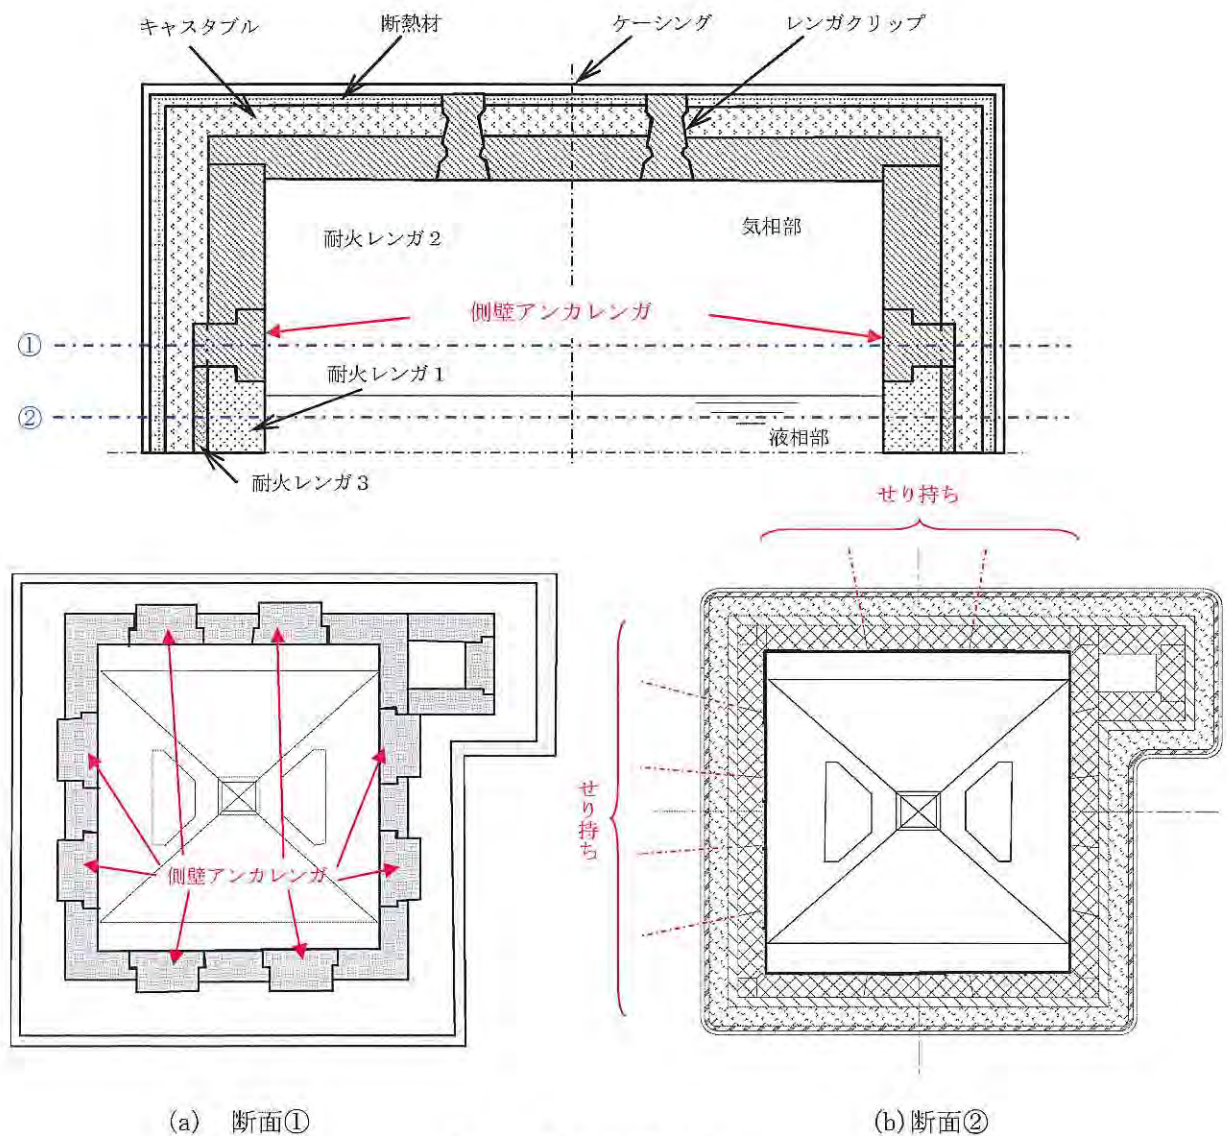 キャスタブル
断熱材
ケーシング
レンガクリップ
耐火レンガ２
気相部
側壁アンカレンガ
①
耐火レンガ１
②
液相部
耐火レンガ３
せり持ち
せり持ち
側壁アンカレンガ
(a) 断面①
(b)断面②